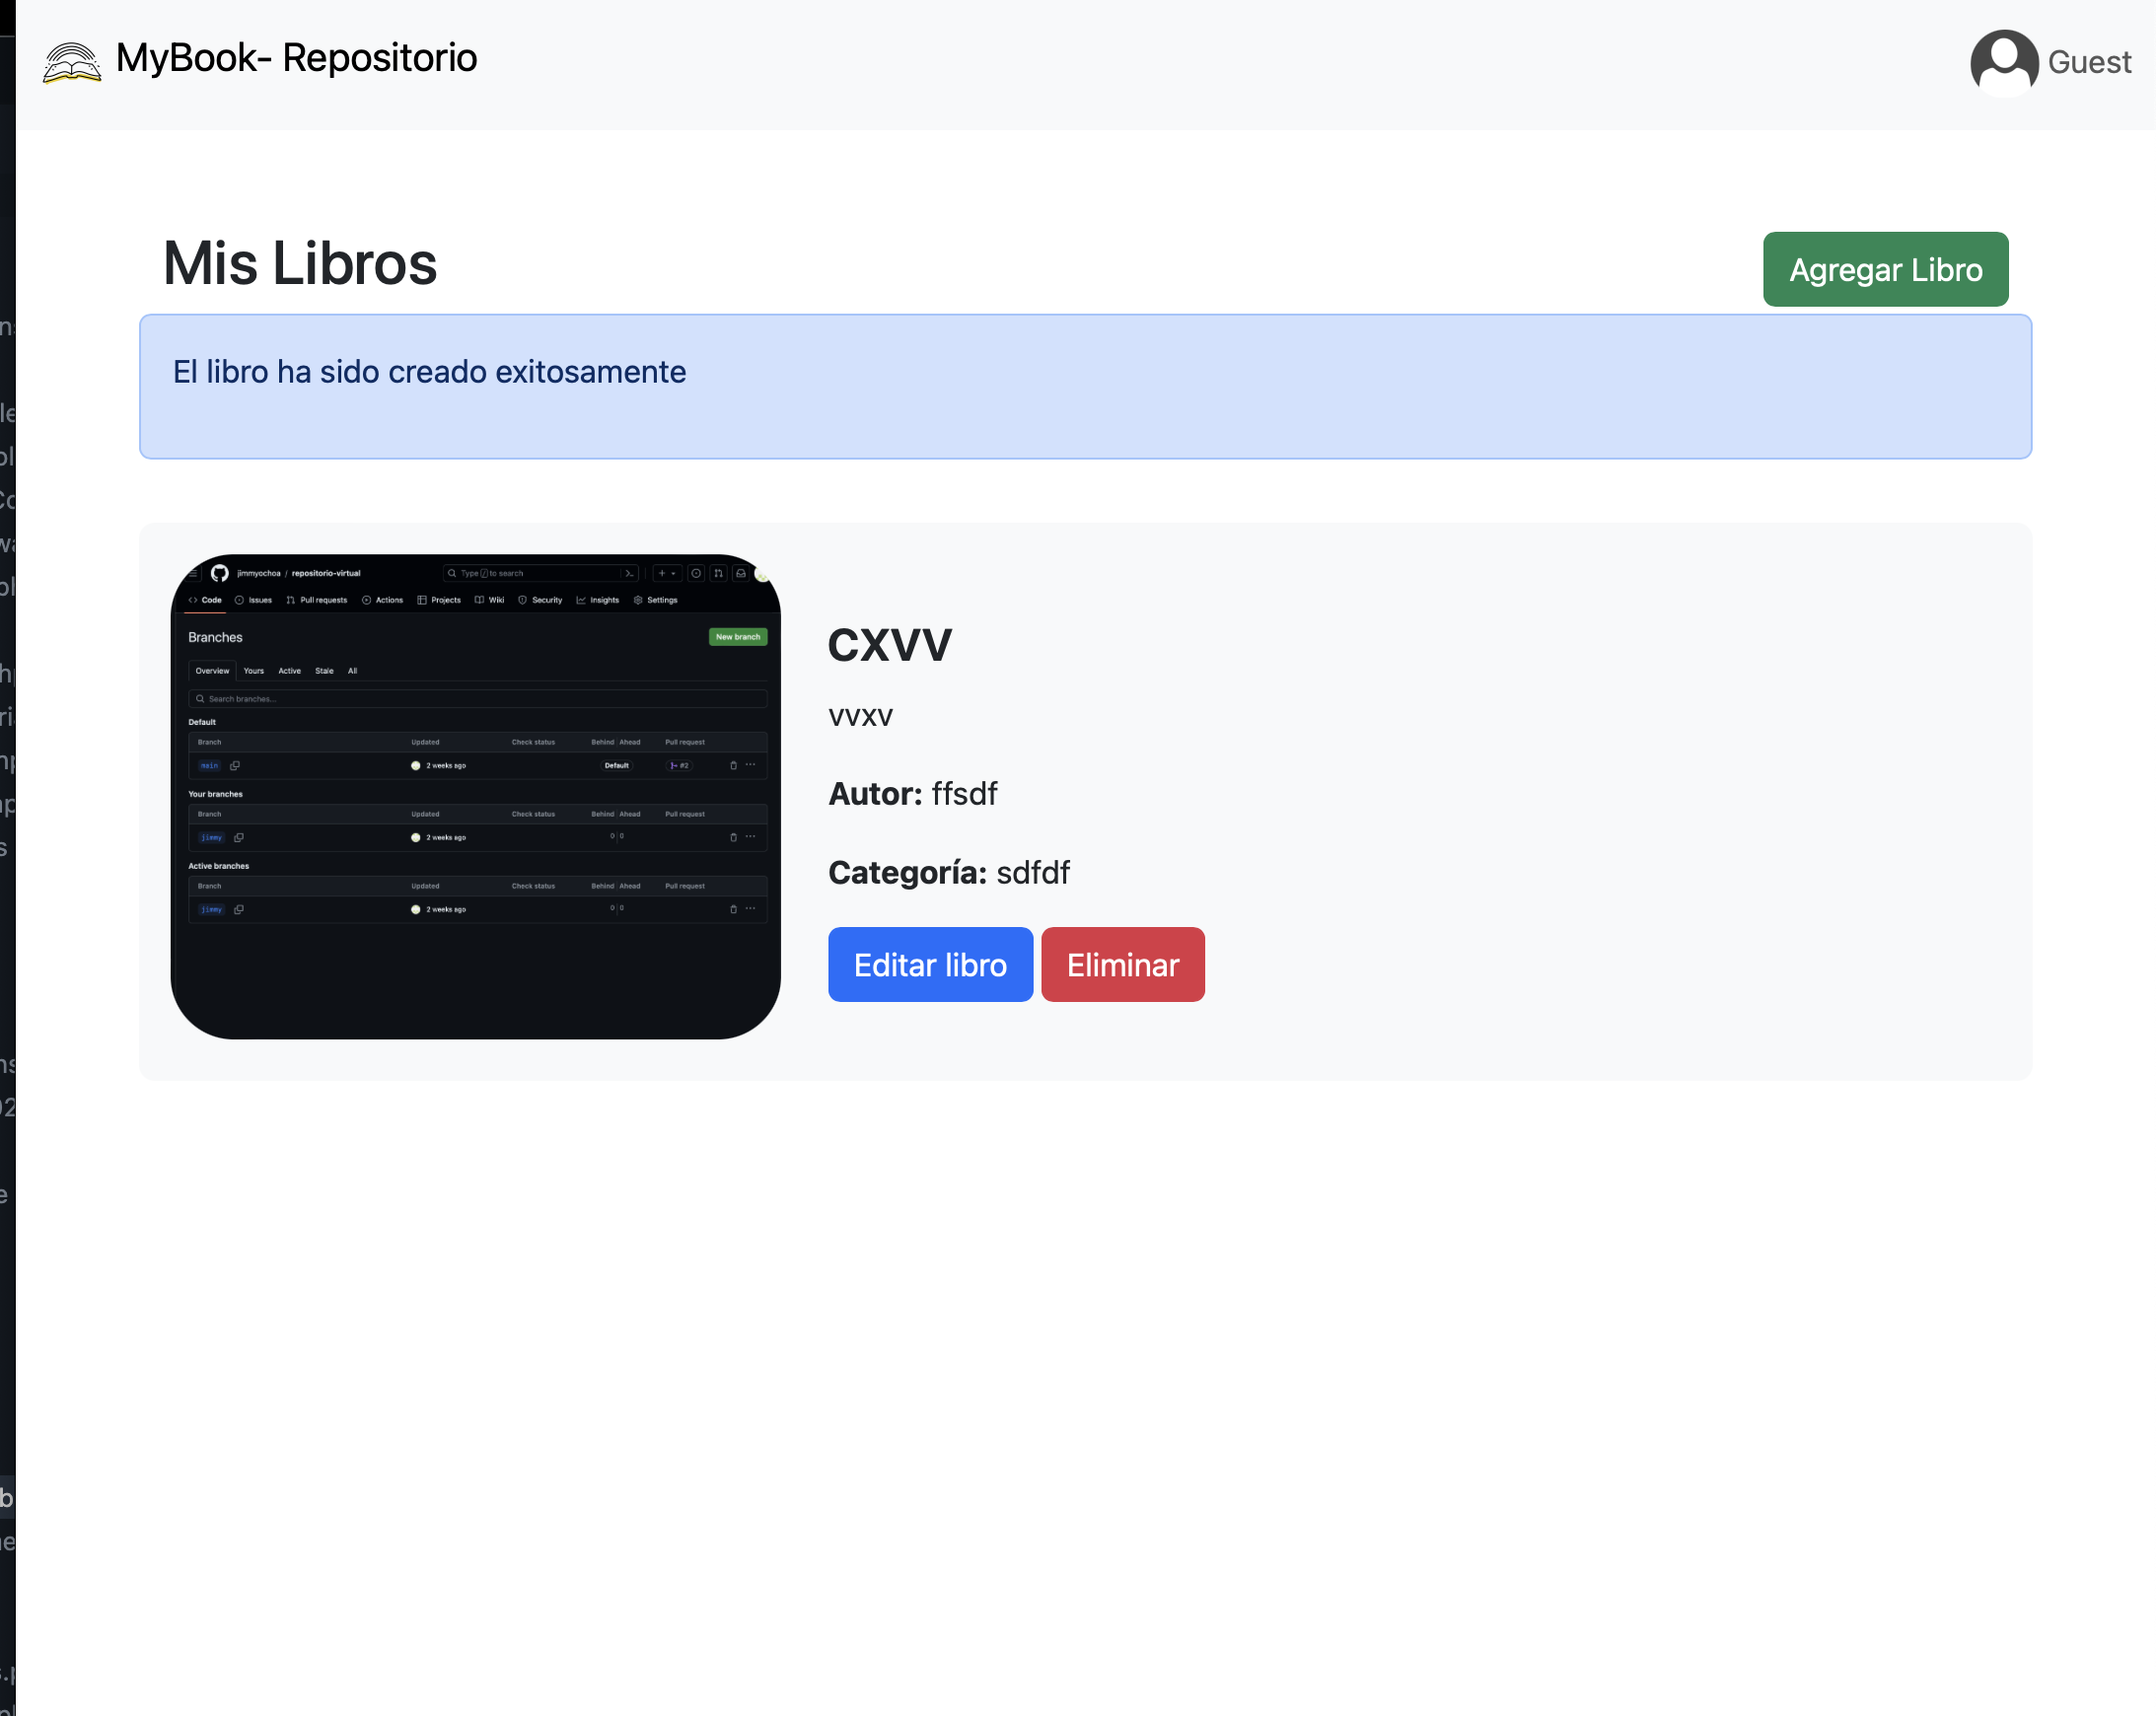 MyBook- Repositorio
Guest
Mis Libros
Agregar Libro
El libro ha sido creado exitosamente
jimmyochoa / repositorio-virtual
Type / to search
Code Issues Pull requests Actions Projects Wiki Security Insights Settings
Branches
New branch
Overview Yours Active Stale All
Search branches...
Default
Branch Updated Check status Behind Ahead Pull request
main 2 weeks ago Default #2
Your branches
Branch Updated Check status Behind Ahead Pull request
jimmy 2 weeks ago 0 0
Active branches
Branch Updated Check status Behind Ahead Pull request
jimmy 2 weeks ago 0 0
CXVV
vvxv
Autor: ffsdf
Categoría: sdfdf
Editar libro
Eliminar